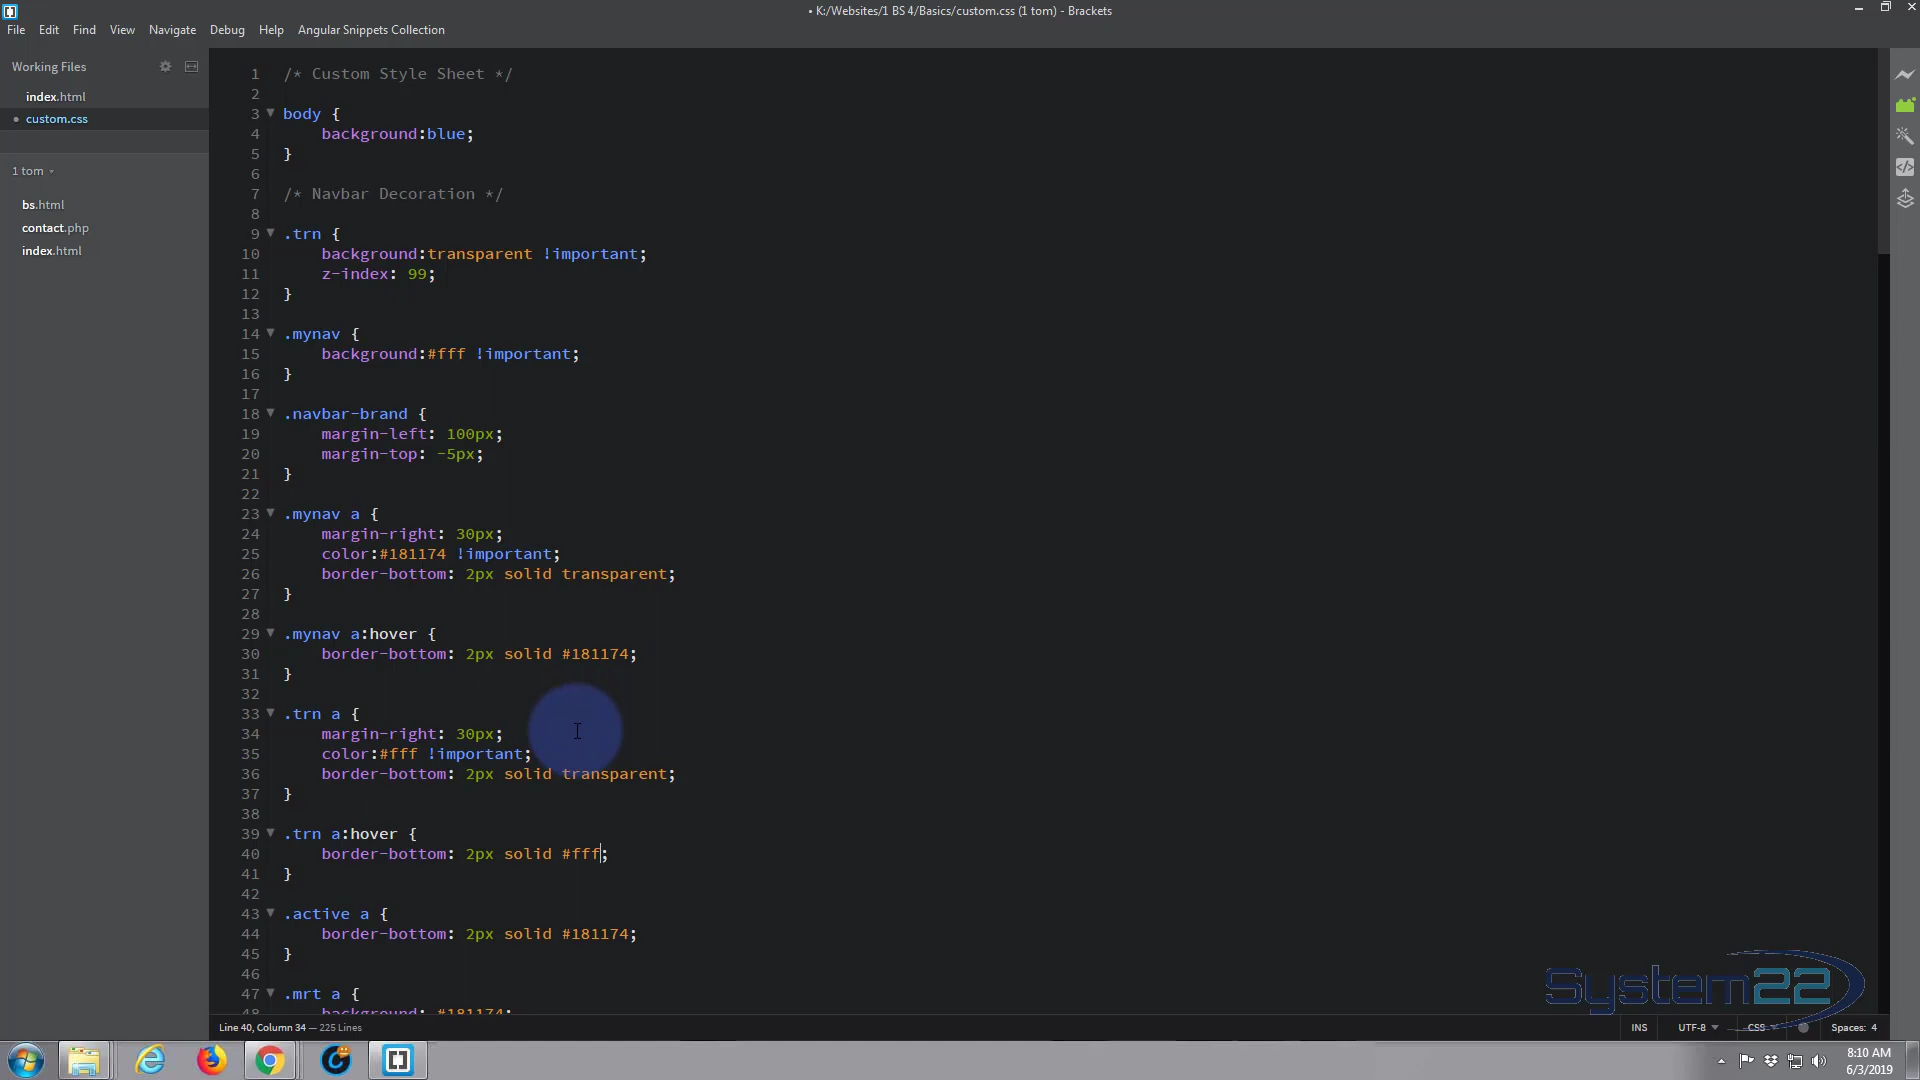 • K:/Websites/1 BS 4/Basics/custom.css (1 tom) - Brackets
File Edit Find View Navigate Debug Help Angular Snippets Collection
Working Files
index.html
• custom.css
1 tom
bs.html
contact.php
index.html
1 /* Custom Style Sheet */
2
3 body {
4 background:blue;
5 }
6
7 /* Navbar Decoration */
8
9 .trn {
10 background:transparent !important;
11 z-index: 99;
12 }
13
14 .mynav {
15 background:#fff !important;
16 }
17
18 .navbar-brand {
19 margin-left: 100px;
20 margin-top: -5px;
21 }
22
23 .mynav a {
24 margin-right: 30px;
25 color:#181174 !important;
26 border-bottom: 2px solid transparent;
27 }
28
29 .mynav a:hover {
30 border-bottom: 2px solid #181174;
31 }
32
33 .trn a {
34 margin-right: 30px;
35 color:#fff !important;
36 border-bottom: 2px solid transparent;
37 }
38
39 .trn a:hover {
40 border-bottom: 2px solid #fff;
41 }
42
43 .active a {
44 border-bottom: 2px solid #181174;
45 }
46
47 .mrt a {
48 background: #181174;
System22
Line 40, Column 34 — 225 Lines
INS UTF-8 CSS Spaces: 4
8:10 AM
6/3/2019